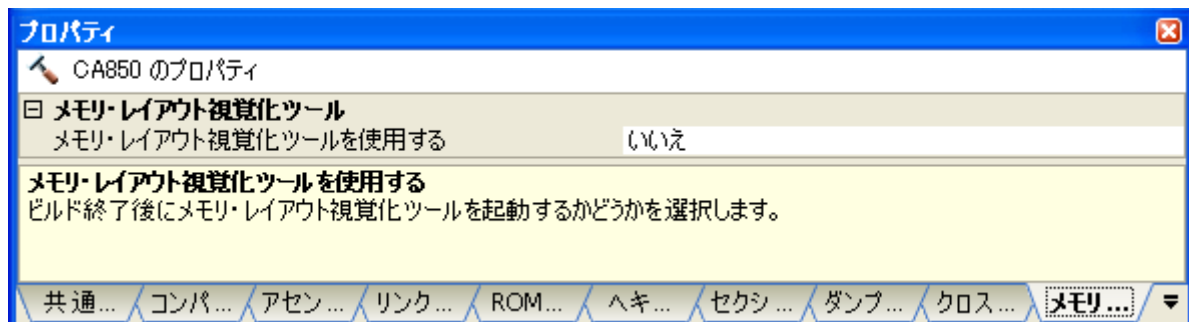 プロパティ
CA850 のプロパティ
メモリ・レイアウト視覚化ツール
メモリ・レイアウト視覚化ツールを使用する いいえ
メモリ・レイアウト視覚化ツールを使用する
ビルド終了後にメモリ・レイアウト視覚化ツールを起動するかどうかを選択します。
共通... コンパ... アセン... リンク... ROM... ヘキ... セクシ... ダンプ... クロス... メモリ...